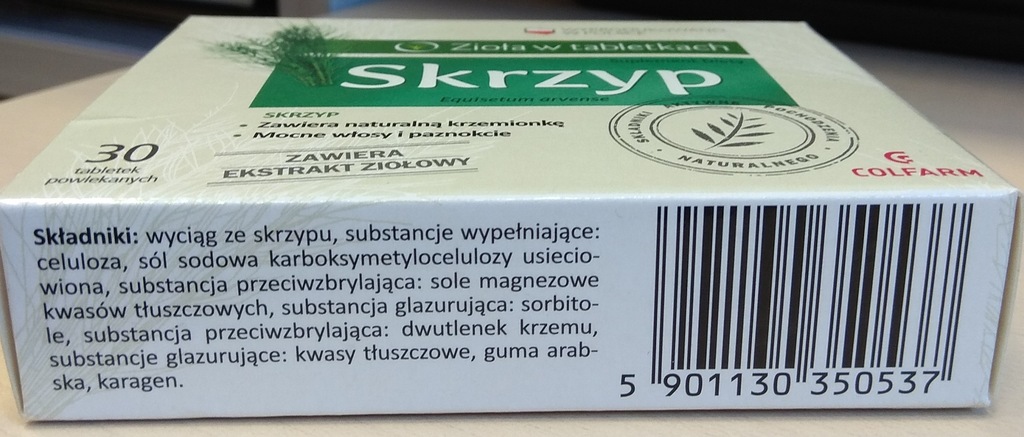 Zioła w tabletkach
Suplement diety
Skrzyp
Equisetum arvense
SKRZYP
• Zawiera naturalną krzemionkę
• Mocne włosy i paznokcie
30
tabletek
powlekanych
ZAWIERA
EKSTRAKT ZIOŁOWY
SKŁADNIKI AKTYWNE POCHODZENIA
• NATURALNEGO •
COLFARM
Składniki: wyciąg ze skrzypu, substancje wypełniające:
celuloza, sól sodowa karboksymetylocelulozy usiecio-
wiona, substancja przeciwzbrylająca: sole magnezowe
kwasów tłuszczowych, substancja glazurująca: sorbito-
le, substancja przeciwzbrylająca: dwutlenek krzemu,
substancje glazurujące: kwasy tłuszczowe, guma arab-
ska, karagen.
5 901130 350537